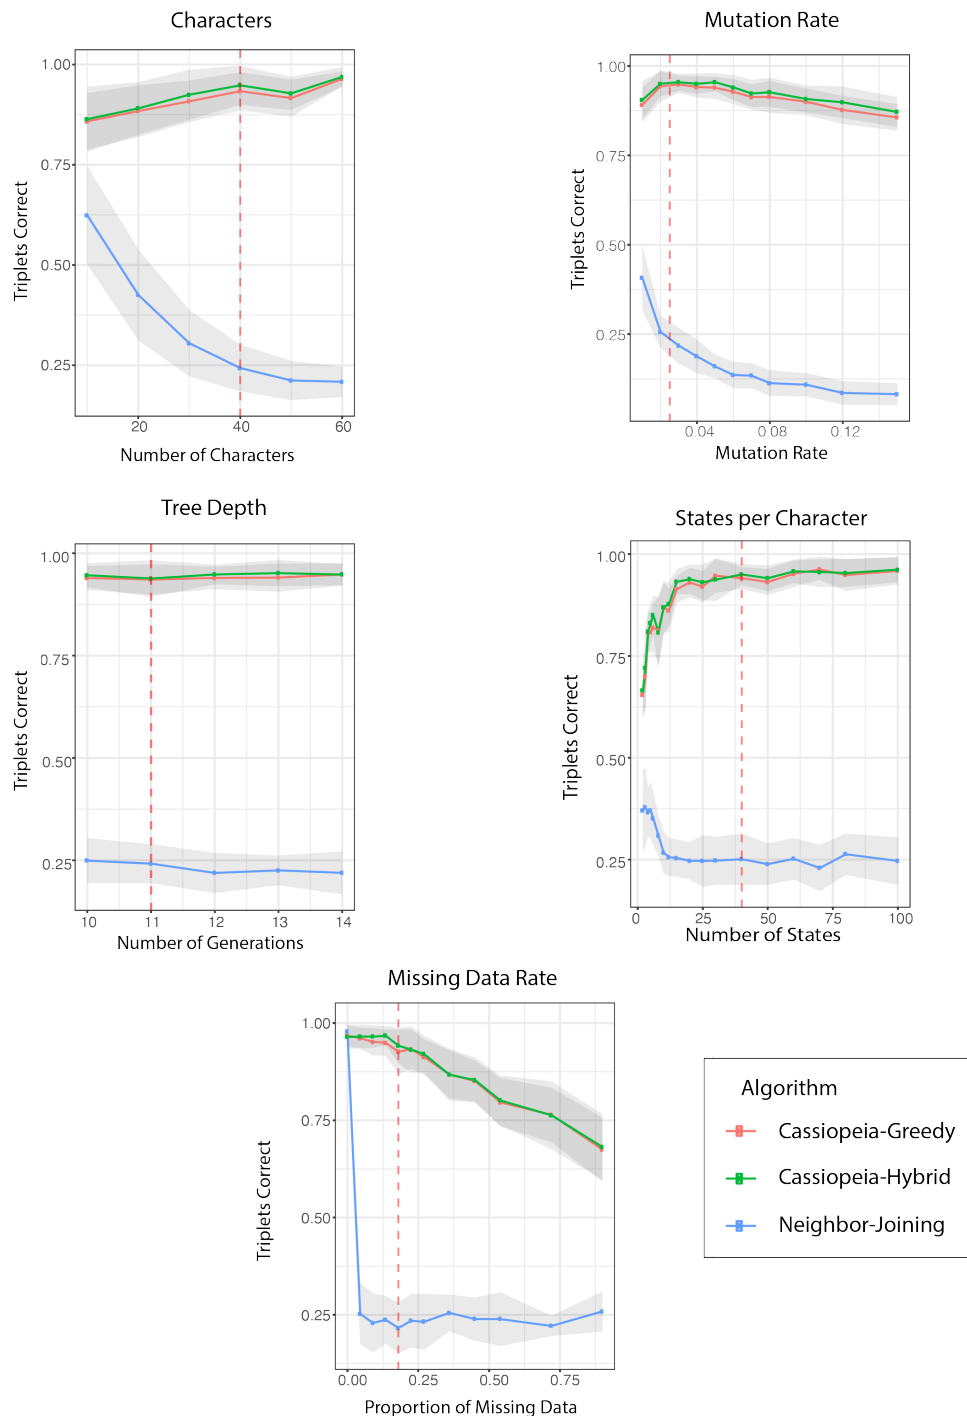 Characters
Mutation Rate
1.00
0.75
0.50
0.25
Triplets Correct
20
40
60
Number of Characters
1.00
0.75
0.50
0.25
Triplets Correct
0.04
0.08
0.12
Mutation Rate
Tree Depth
States per Character
1.00
0.75
0.50
0.25
Triplets Correct
10
11
12
13
14
Number of Generations
1.00
0.75
0.50
0.25
Triplets Correct
0
25
50
75
100
Number of States
Missing Data Rate
1.00
0.75
0.50
0.25
Triplets Correct
0.00
0.25
0.50
0.75
Proportion of Missing Data
Algorithm
Cassiopeia-Greedy
Cassiopeia-Hybrid
Neighbor-Joining